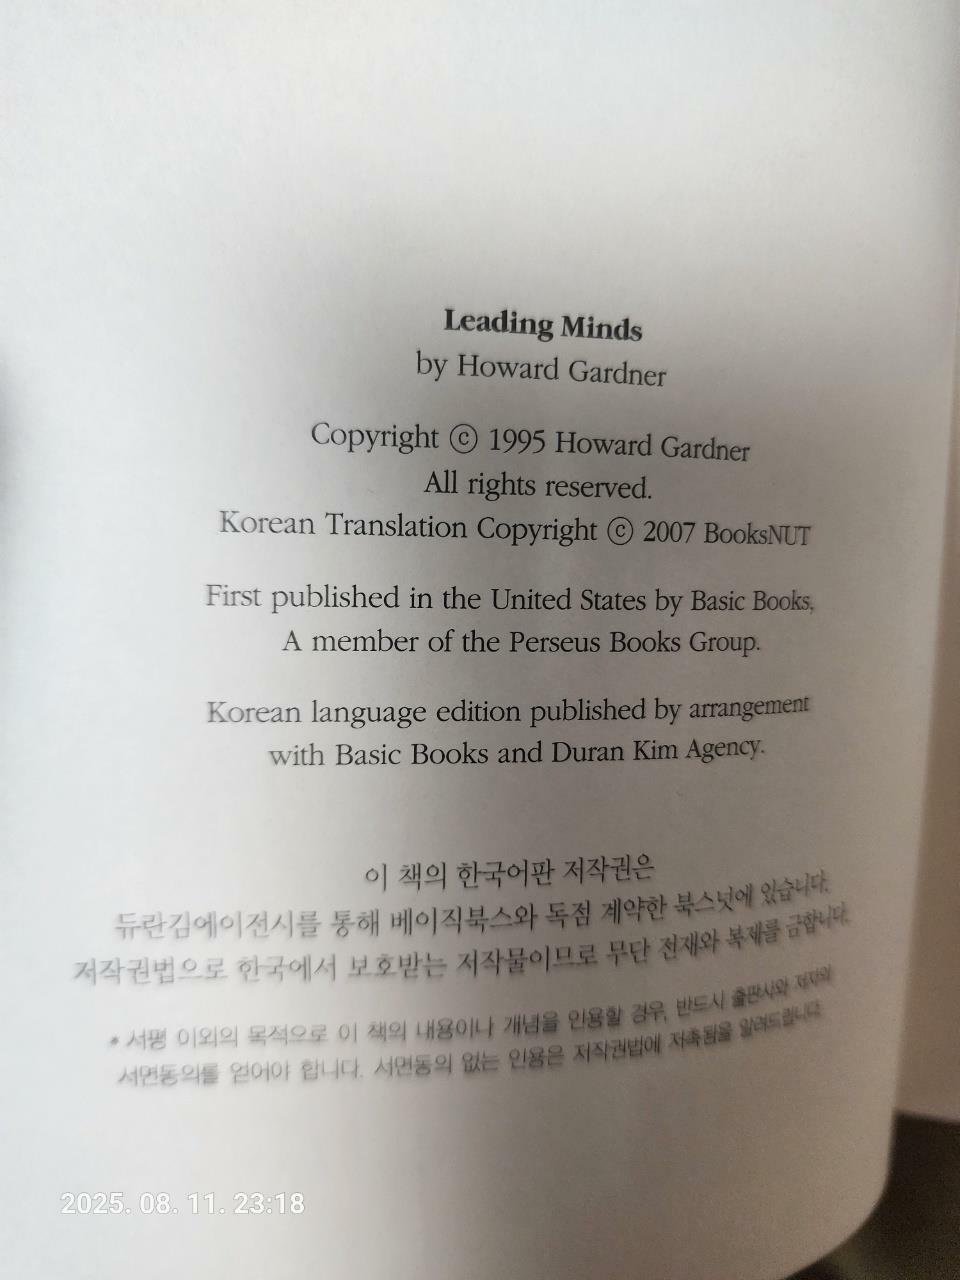 Leading Minds
by Howard Gardner
Copyright ⓒ 1995 Howard Gardner
All rights reserved.
Korean Translation Copyright ⓒ 2007 BooksNUT
First published in the United States by Basic Books,
A member of the Perseus Books Group.
Korean language edition published by arrangement
with Basic Books and Duran Kim Agency.
이 책의 한국어판 저작권은
듀란킴에이전시를 통해 베이직북스와 독점 계약한 북스넛에 있습니다.
저작권법으로 한국에서 보호받는 저작물이므로 무단 전재와 복제를 금합니다.
* 서평 이외의 목적으로 이 책의 내용이나 개념을 인용할 경우, 반드시 출판사와 저자의
서면동의를 얻어야 합니다. 서면동의 없는 인용은 저작권법에 저촉됨을 알려드립니다.
2025. 08. 11. 23:18